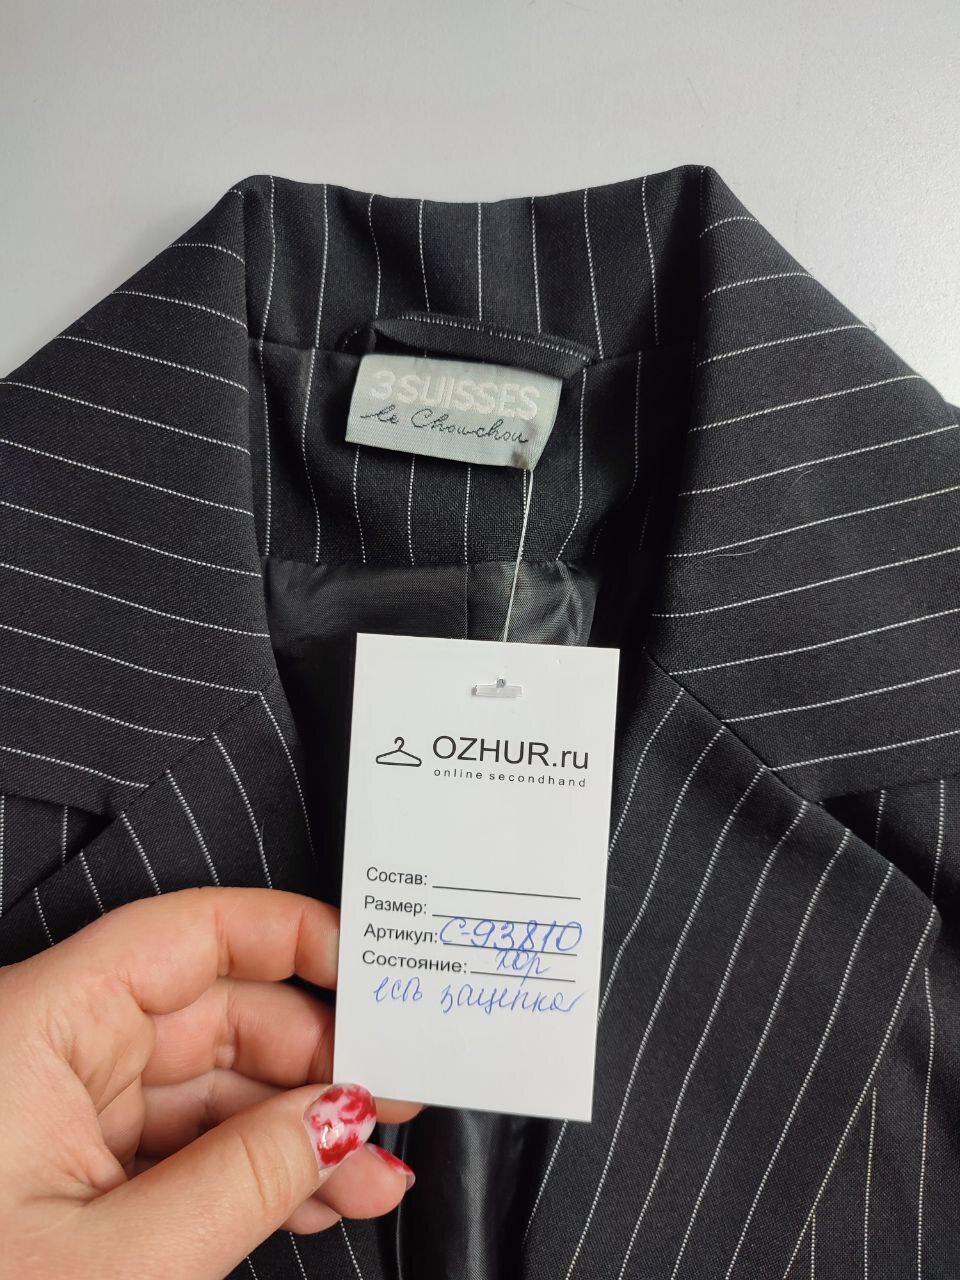 3SUISSES
le Chouchou
OZHUR.ru
online secondhand
Состав:
Размер:
Артикул: С-93810
Состояние: хор
есть зацепка